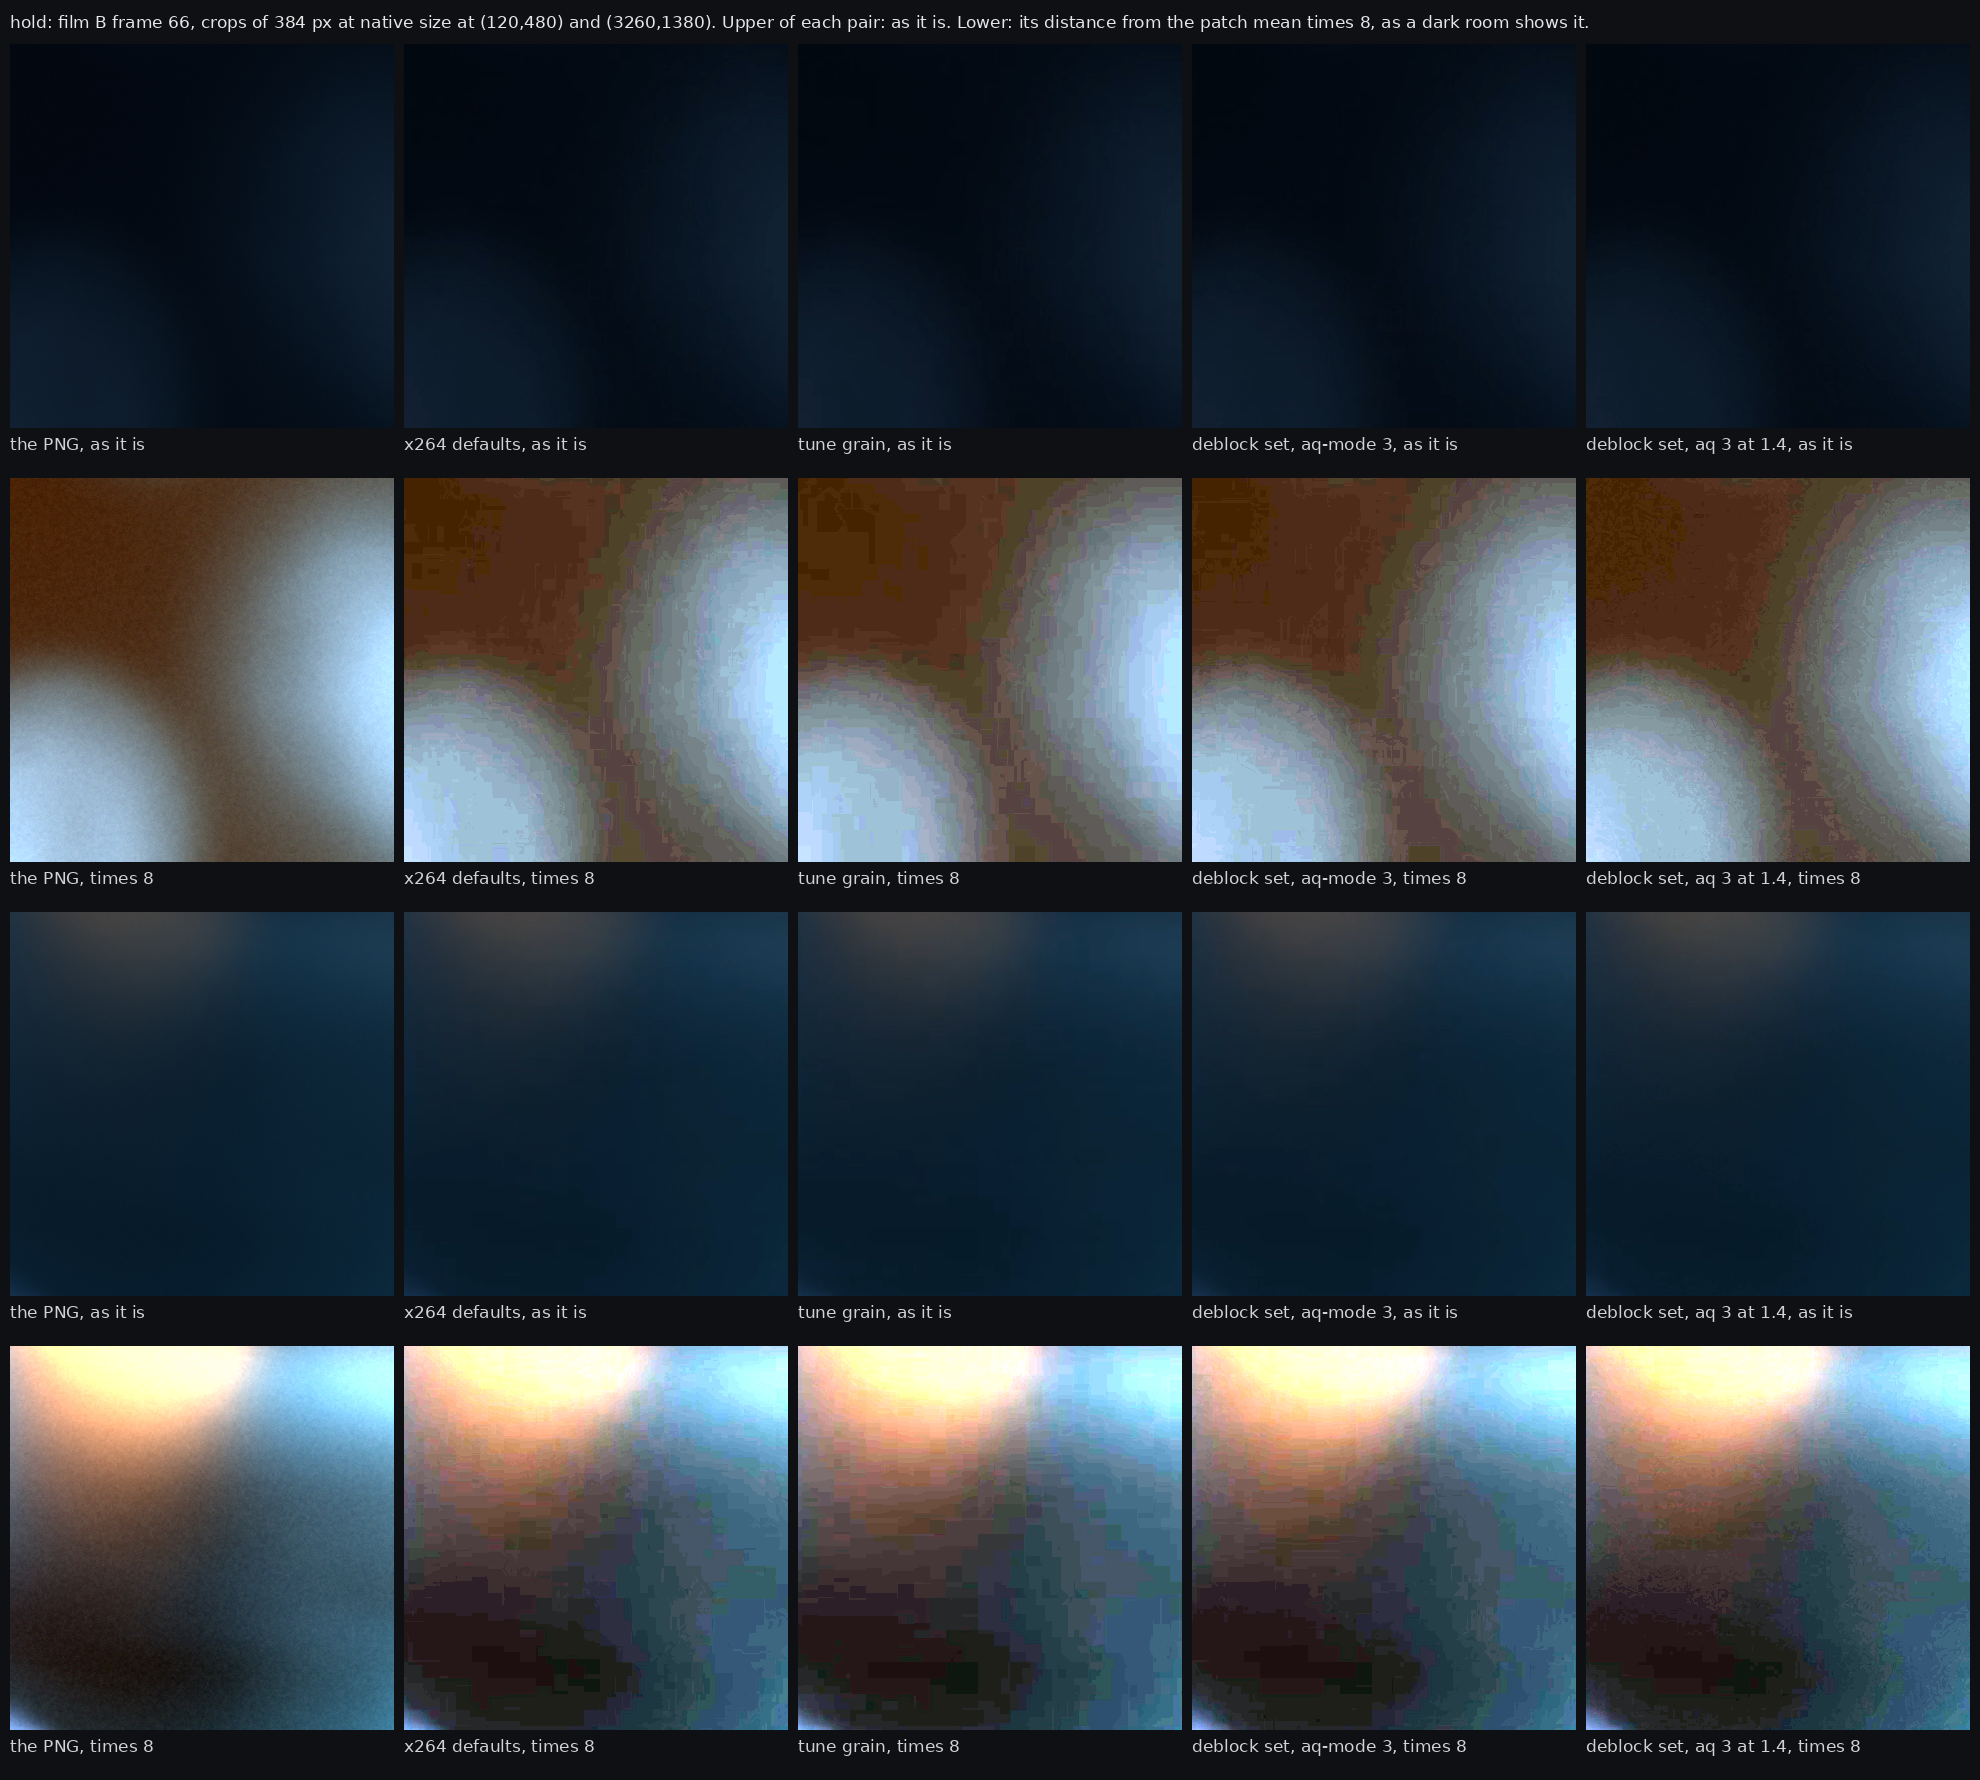 hold: film B frame 66, crops of 384 px at native size at (120,480) and (3260,1380). Upper of each pair: as it is. Lower: its distance from the patch mean times 8, as a dark room shows it.
the PNG, as it is
x264 defaults, as it is
tune grain, as it is
deblock set, aq-mode 3, as it is
deblock set, aq 3 at 1.4, as it is
the PNG, times 8
x264 defaults, times 8
tune grain, times 8
deblock set, aq-mode 3, times 8
deblock set, aq 3 at 1.4, times 8
the PNG, as it is
x264 defaults, as it is
tune grain, as it is
deblock set, aq-mode 3, as it is
deblock set, aq 3 at 1.4, as it is
the PNG, times 8
x264 defaults, times 8
tune grain, times 8
deblock set, aq-mode 3, times 8
deblock set, aq 3 at 1.4, times 8